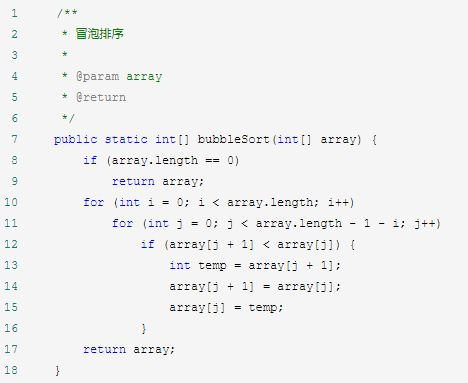 1 /**
2 * 冒泡排序
3 *
4 * @param array
5 * @return
6 */
7 public static int[] bubbleSort(int[] array) {
8 if (array.length == 0)
9 return array;
10 for (int i = 0; i < array.length; i++)
11 for (int j = 0; j < array.length - 1 - i; j++)
12 if (array[j + 1] < array[j]) {
13 int temp = array[j + 1];
14 array[j + 1] = array[j];
15 array[j] = temp;
16 }
17 return array;
18 }